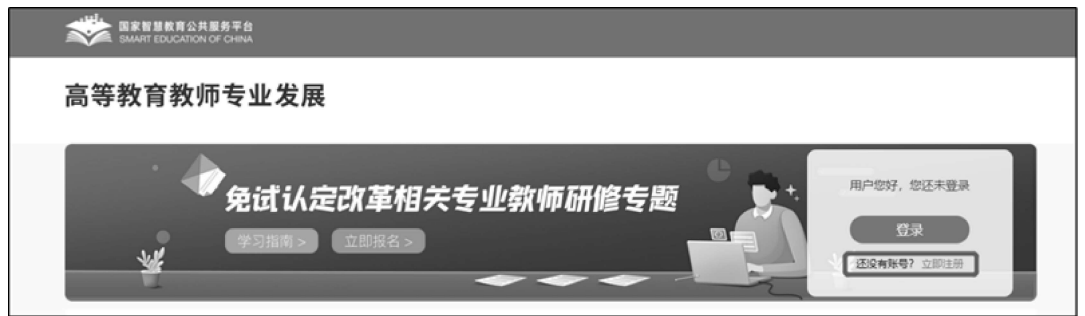 国家智慧教育公共服务平台
SMART EDUCATION OF CHINA
高等教育教师专业发展
免试认定改革相关专业教师研修专题
学习指南 >
立即报名 >
用户您好，您还未登录
登录
还没有账号？ 立即注册